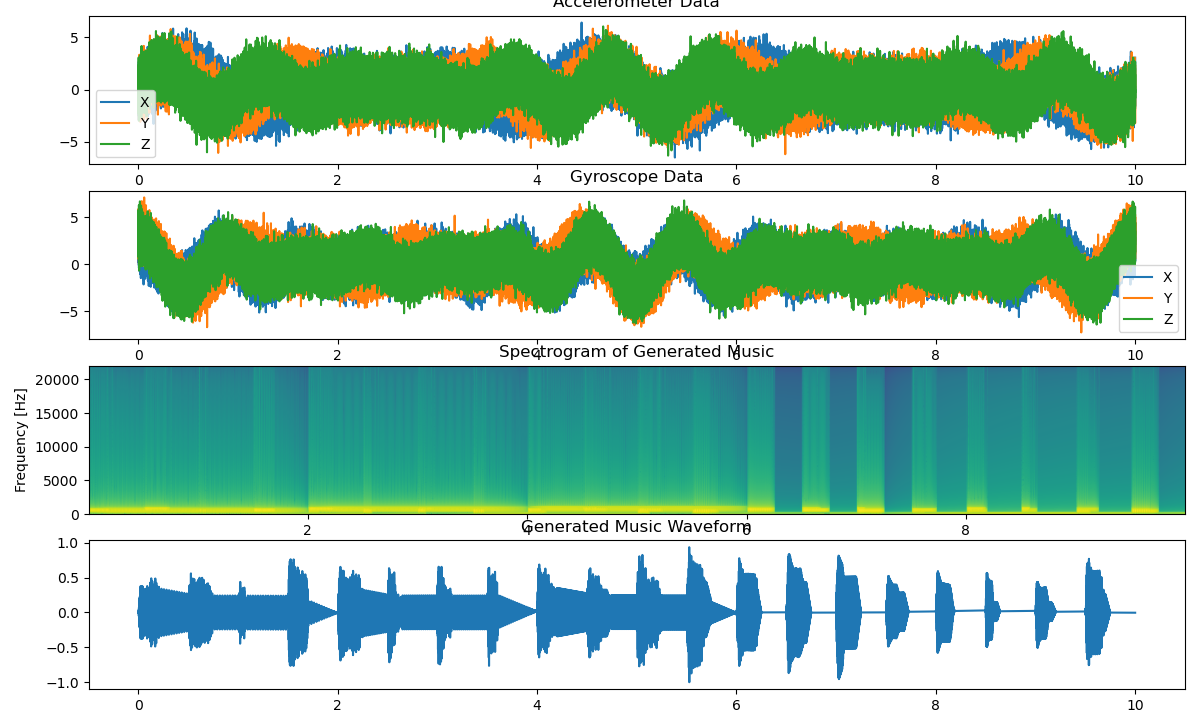 Accelerometer Data
5
0
−5
X
Y
Z
0 2 4 6 8 10
Gyroscope Data
5
0
−5
X
Y
Z
0 2 4 6 8 10
Spectrogram of Generated Music
Frequency [Hz]
20000
15000
10000
5000
0
2 4 6 8
Generated Music Waveform
1.0
0.5
0.0
−0.5
−1.0
0 2 4 6 8 10